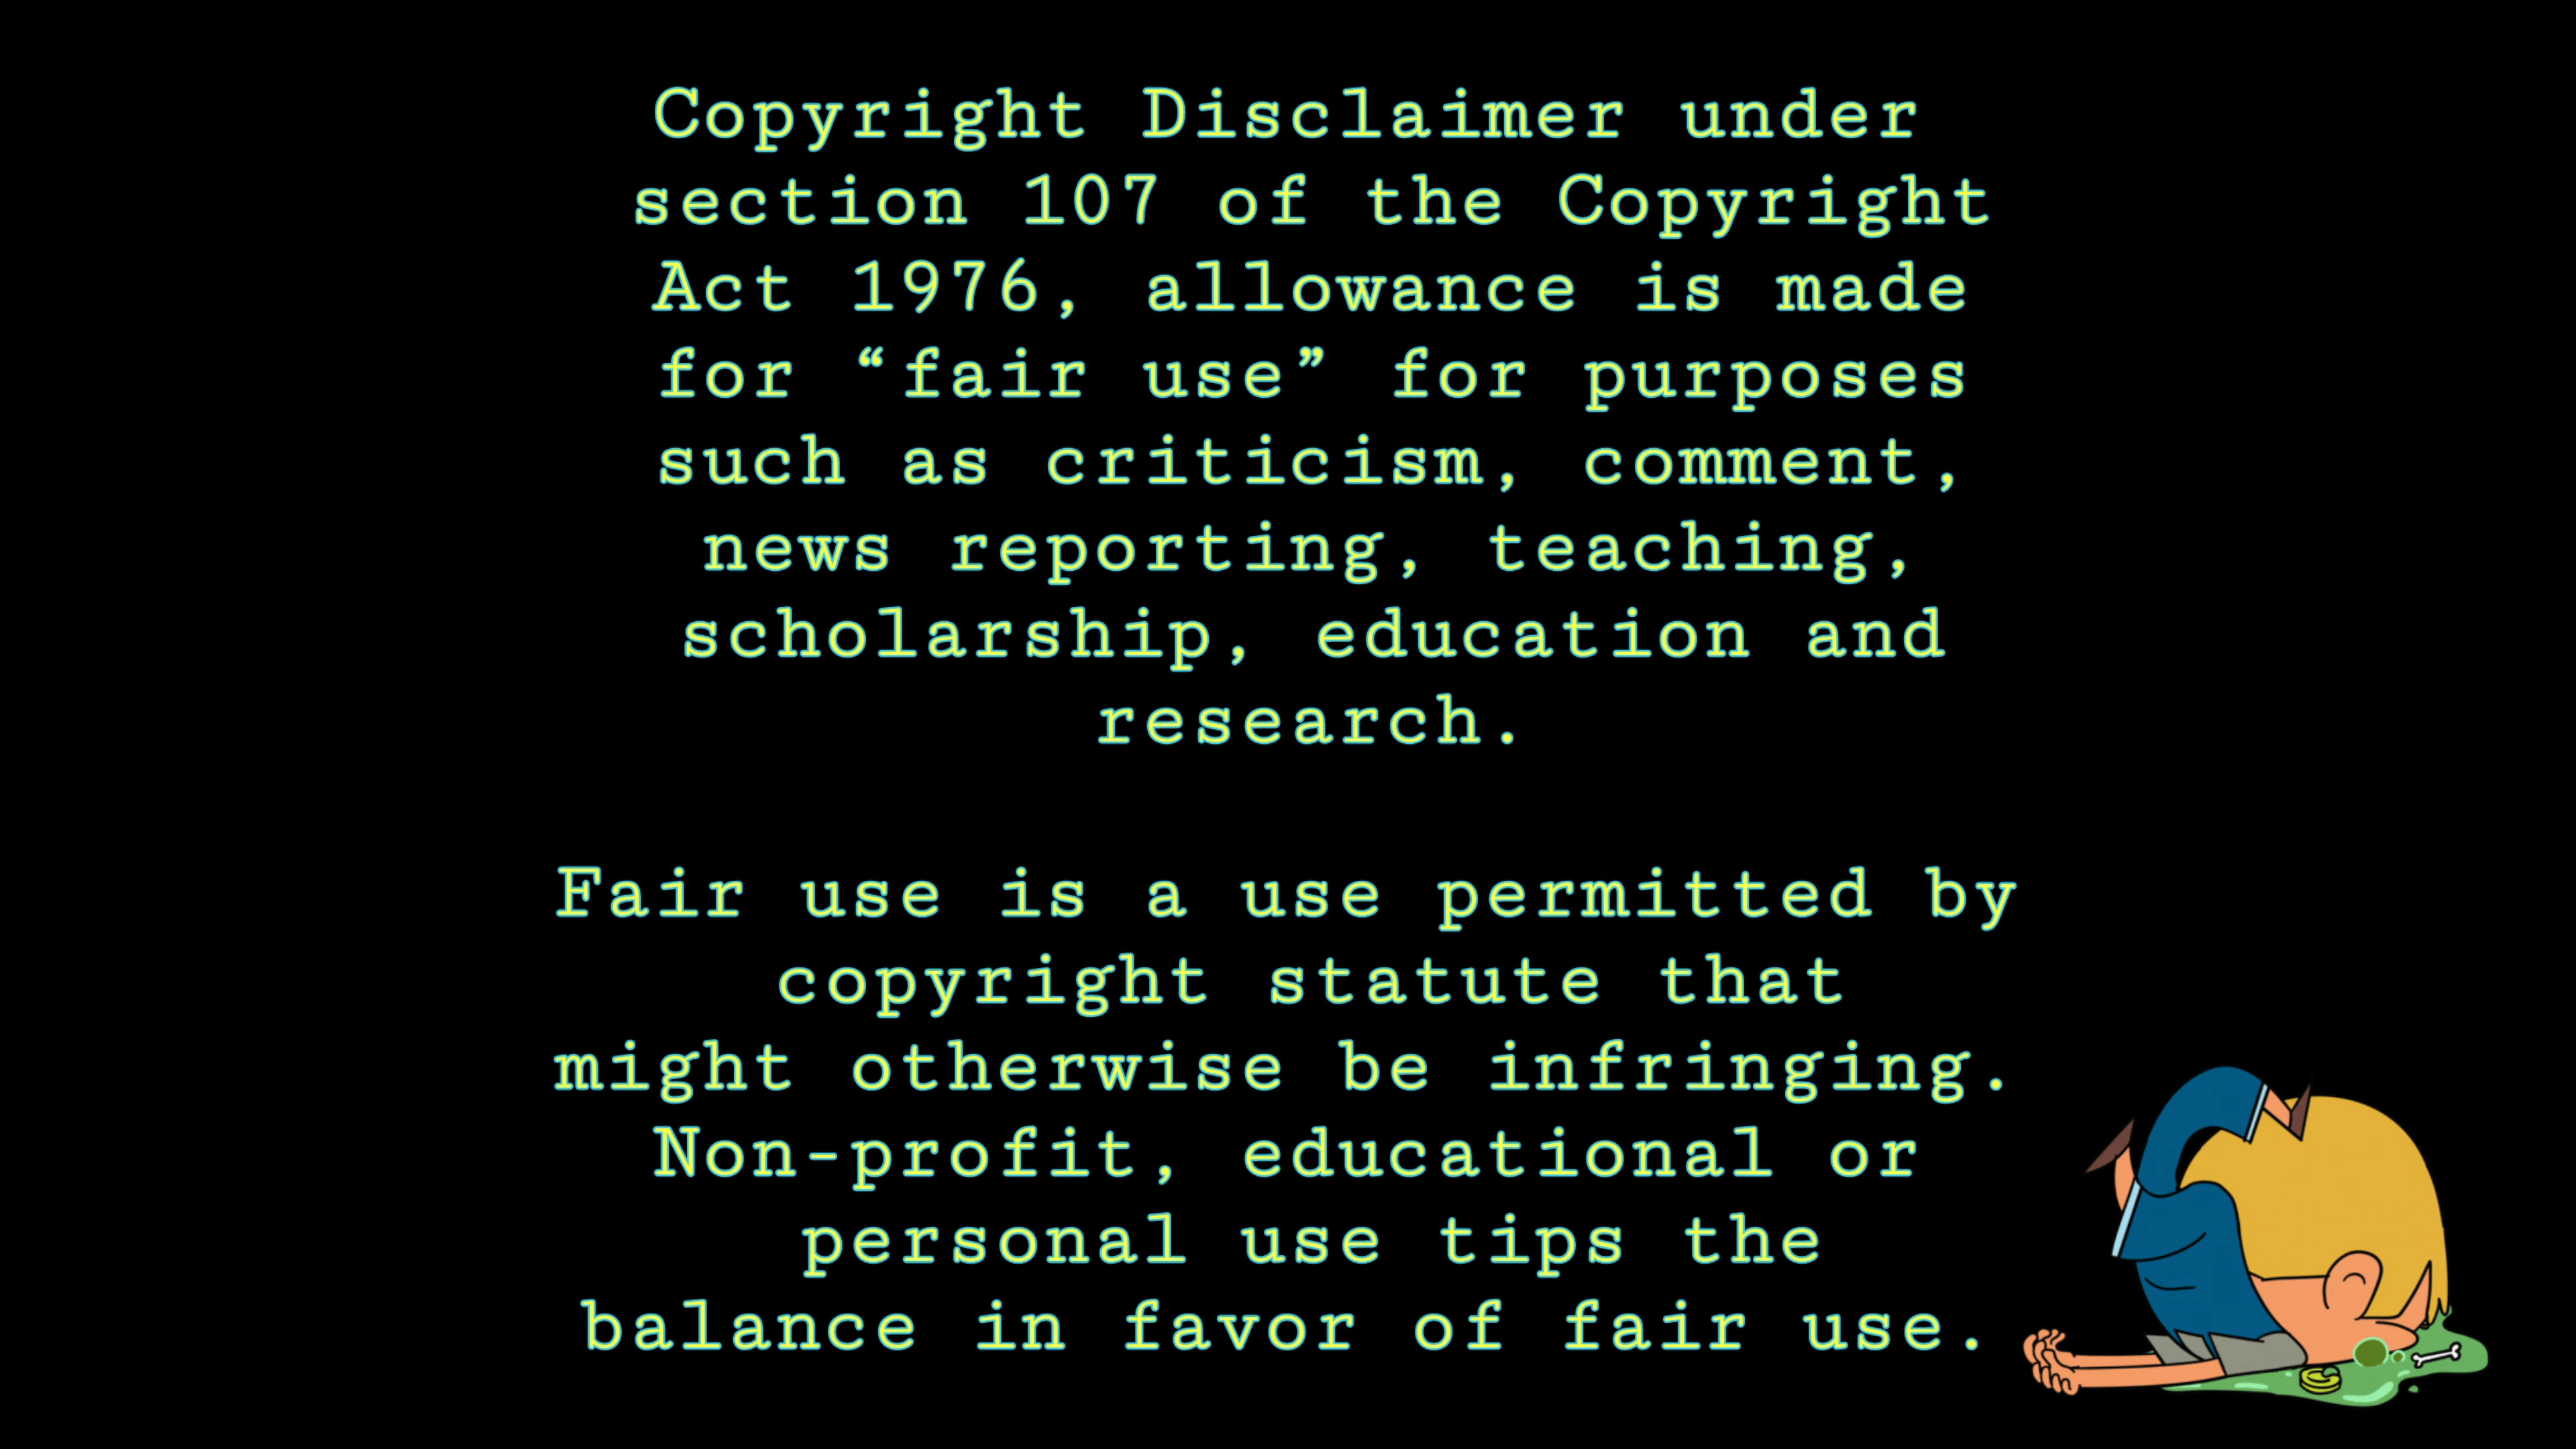 Copyright Disclaimer under
section 107 of the Copyright
Act 1976, allowance is made
for “fair use” for purposes
such as criticism, comment,
news reporting, teaching,
scholarship, education and
research.
Fair use is a use permitted by
copyright statute that
might otherwise be infringing.
Non-profit, educational or
personal use tips the
balance in favor of fair use.